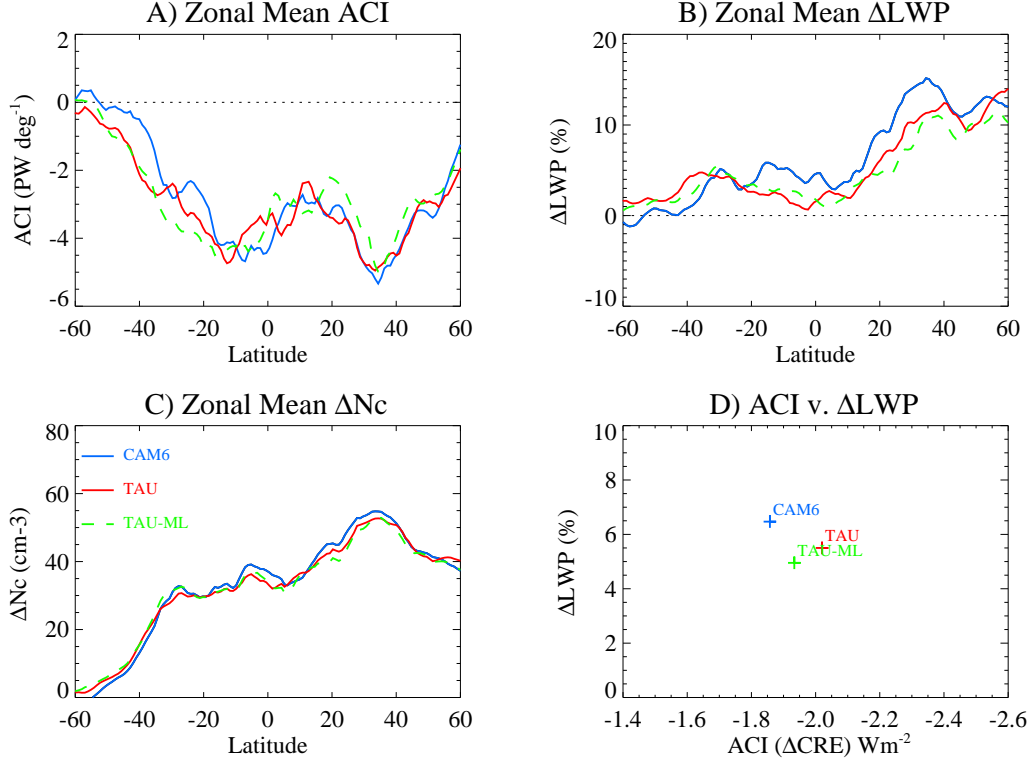 A) Zonal Mean ACI
2
0
-2
-4
-6
ACI (PW deg-1)
-60 -40 -20 0 20 40 60
Latitude
B) Zonal Mean ΔLWP
20
10
0
-10
ΔLWP (%)
-60 -40 -20 0 20 40 60
Latitude
C) Zonal Mean ΔNc
80
60
40
20
0
ΔNc (cm-3)
CAM6
TAU
TAU-ML
-60 -40 -20 0 20 40 60
Latitude
D) ACI v. ΔLWP
10
8
6
4
2
0
ΔLWP (%)
CAM6
TAU
TAU-ML
-1.4 -1.6 -1.8 -2.0 -2.2 -2.4 -2.6
ACI (ΔCRE) Wm-2